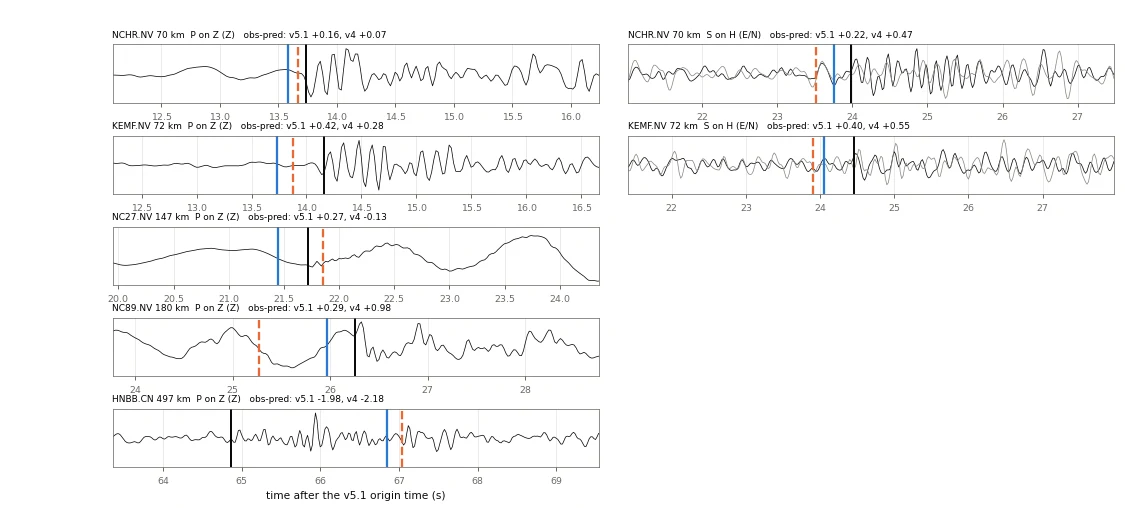 NCHR.NV 70 km  P on Z (Z)   obs-pred: v5.1 +0.16, v4 +0.07
12.5 13.0 13.5 14.0 14.5 15.0 15.5 16.0
NCHR.NV 70 km  S on H (E/N)   obs-pred: v5.1 +0.22, v4 +0.47
22 23 24 25 26 27
KEMF.NV 72 km  P on Z (Z)   obs-pred: v5.1 +0.42, v4 +0.28
12.5 13.0 13.5 14.0 14.5 15.0 15.5 16.0 16.5
KEMF.NV 72 km  S on H (E/N)   obs-pred: v5.1 +0.40, v4 +0.55
22 23 24 25 26 27
NC27.NV 147 km  P on Z (Z)   obs-pred: v5.1 +0.27, v4 -0.13
20.0 20.5 21.0 21.5 22.0 22.5 23.0 23.5 24.0
NC89.NV 180 km  P on Z (Z)   obs-pred: v5.1 +0.29, v4 +0.98
24 25 26 27 28
HNBB.CN 497 km  P on Z (Z)   obs-pred: v5.1 -1.98, v4 -2.18
64 65 66 67 68 69
time after the v5.1 origin time (s)